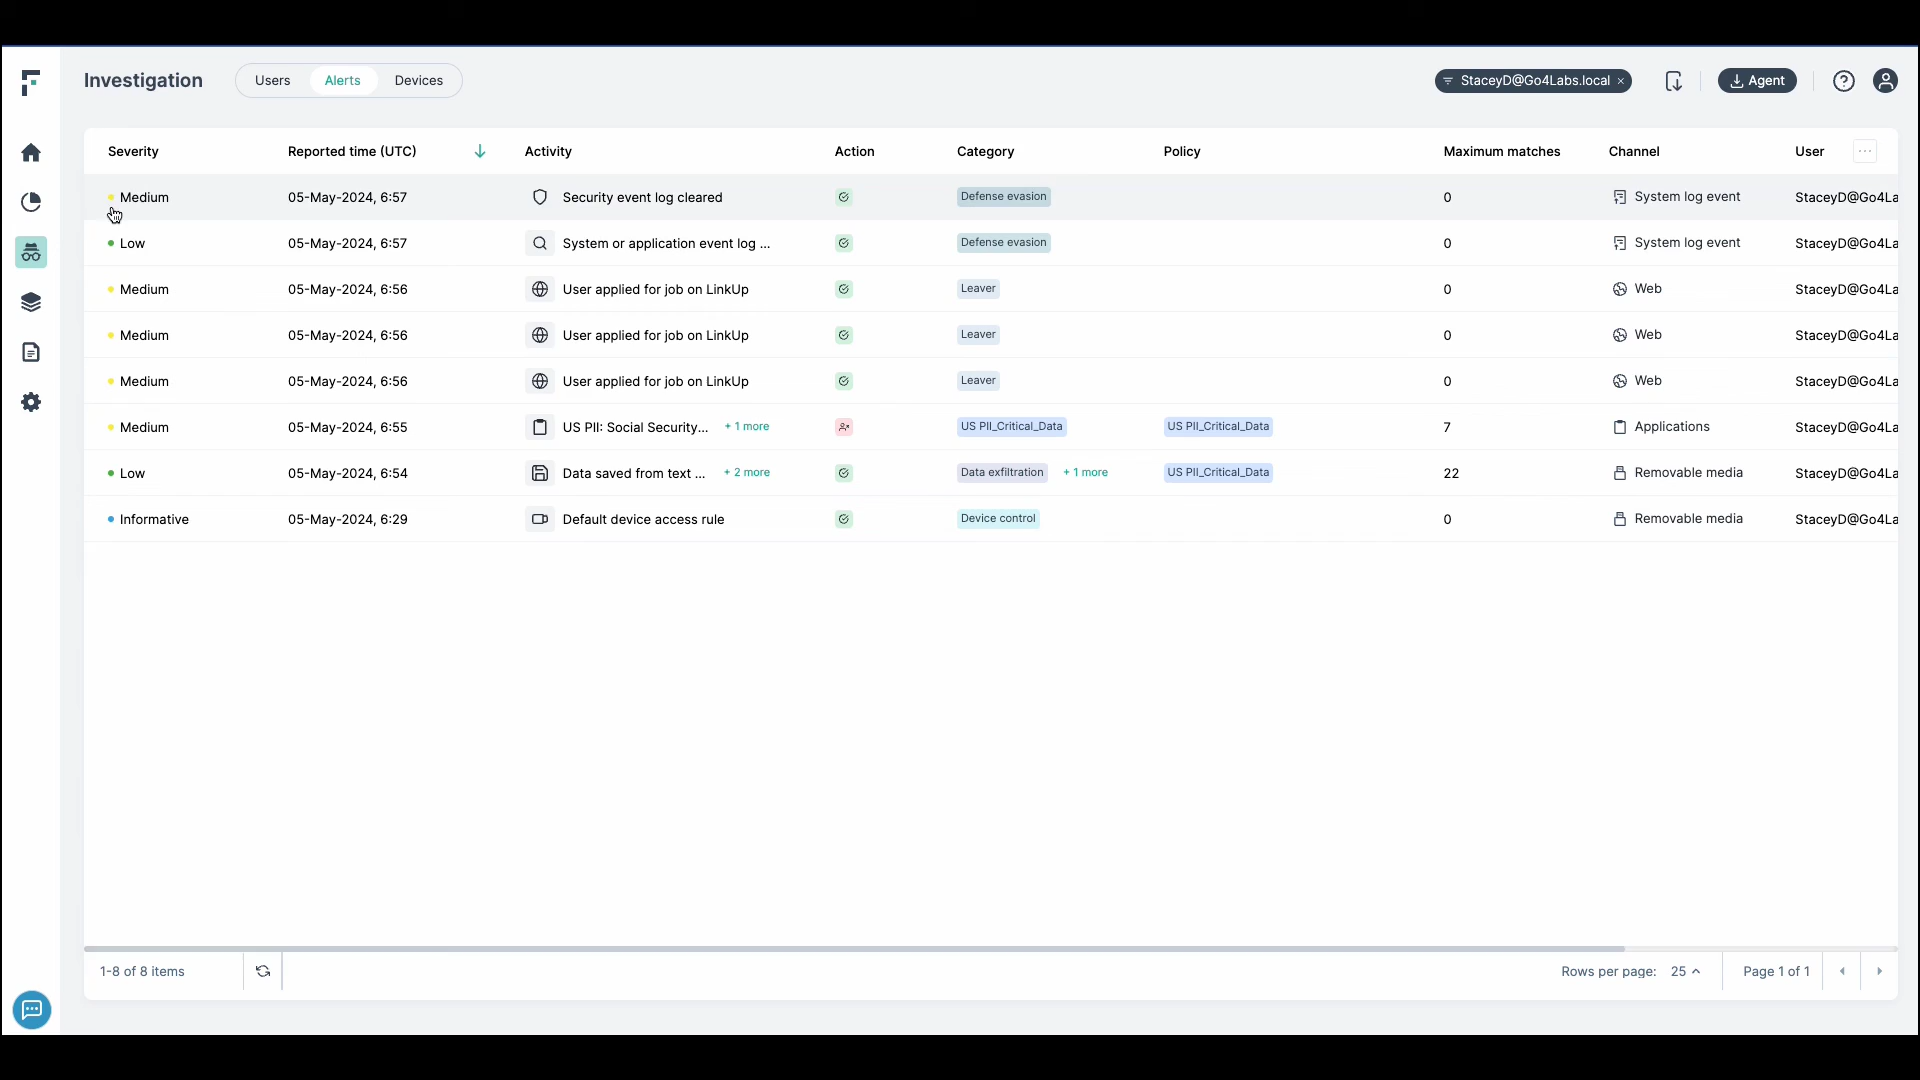 Investigation Users Alerts Devices StaceyD@Go4Labs.local × Agent
Severity Reported time (UTC) Activity Action Category Policy Maximum matches Channel User
Medium 05-May-2024, 6:57 Security event log cleared Defense evasion 0 System log event StaceyD@Go4La
Low 05-May-2024, 6:57 System or application event log ... Defense evasion 0 System log event StaceyD@Go4La
Medium 05-May-2024, 6:56 User applied for job on LinkUp Leaver 0 Web StaceyD@Go4La
Medium 05-May-2024, 6:56 User applied for job on LinkUp Leaver 0 Web StaceyD@Go4La
Medium 05-May-2024, 6:56 User applied for job on LinkUp Leaver 0 Web StaceyD@Go4La
Medium 05-May-2024, 6:55 US PII: Social Security... + 1 more US PII_Critical_Data US PII_Critical_Data 7 Applications StaceyD@Go4La
Low 05-May-2024, 6:54 Data saved from text ... + 2 more Data exfiltration + 1 more US PII_Critical_Data 22 Removable media StaceyD@Go4La
Informative 05-May-2024, 6:29 Default device access rule Device control 0 Removable media StaceyD@Go4La
1-8 of 8 items Rows per page: 25 Page 1 of 1